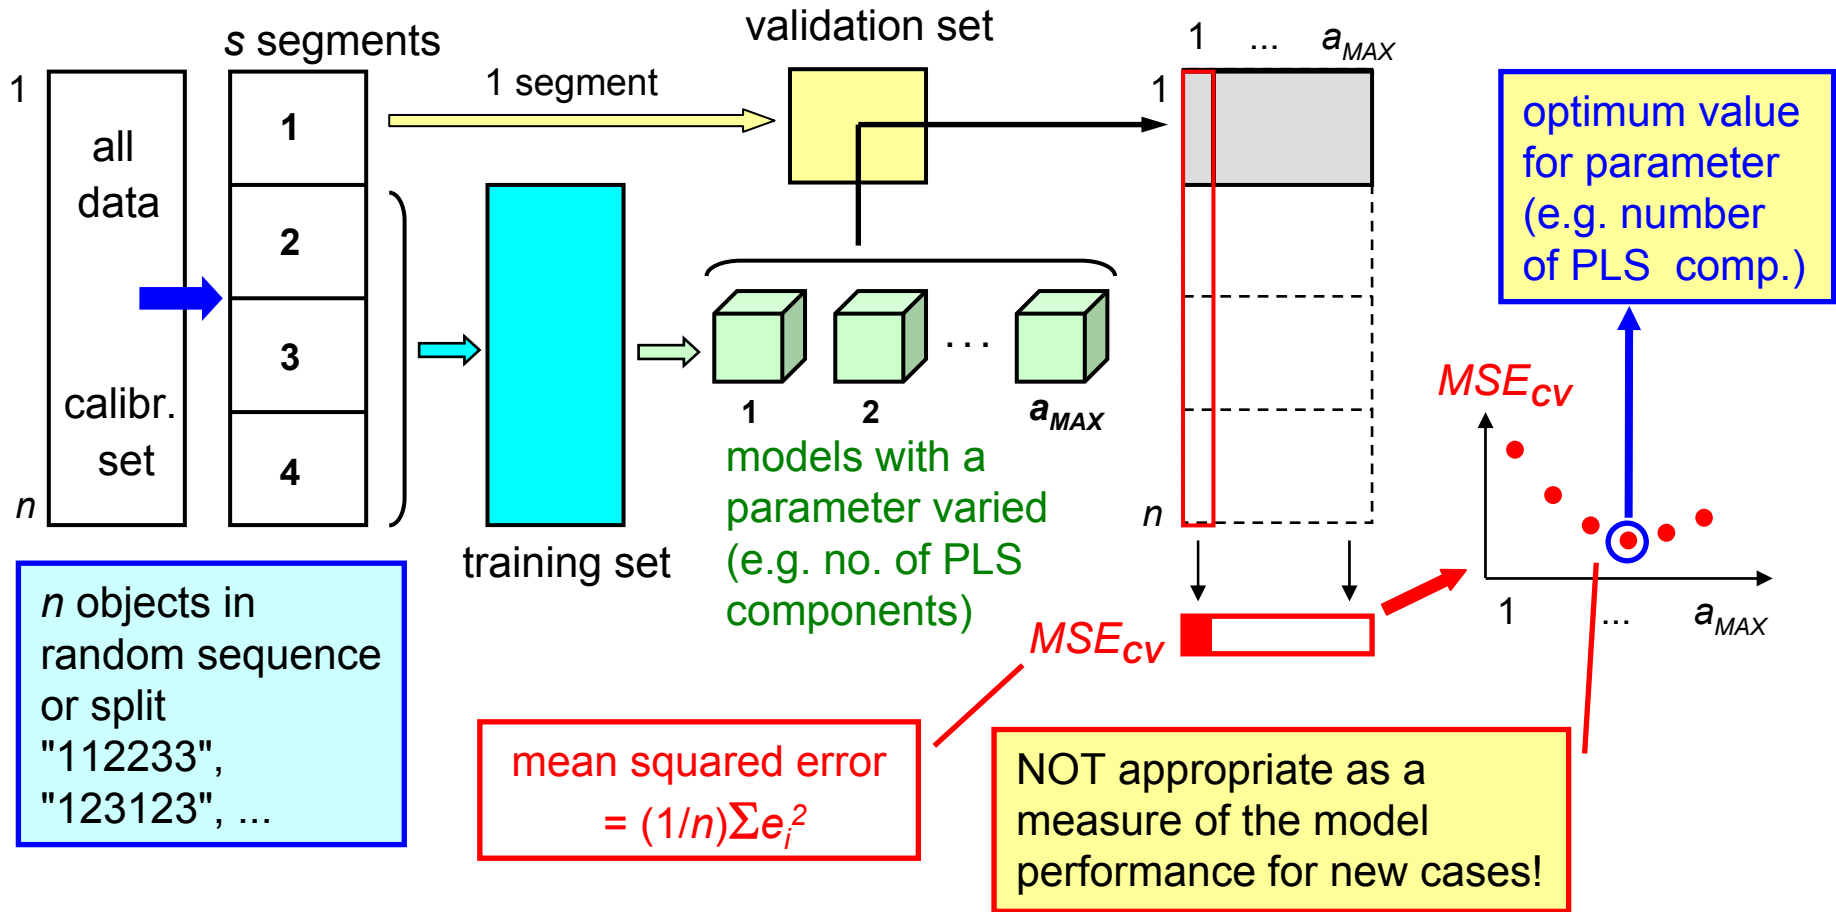 s segments
validation set
1 ... aMAX
1
all
data
calibr.
set
n
1
2
3
4
1 segment
training set
...
1 2 aMAX
models with a
parameter varied
(e.g. no. of PLS
components)
1
n
MSECV
optimum value
for parameter
(e.g. number
of PLS comp.)
MSECV
1 ... aMAX
n objects in
random sequence
or split
"112233",
"123123", ...
mean squared error
= (1/n)Σei²
NOT appropriate as a
measure of the model
performance for new cases!